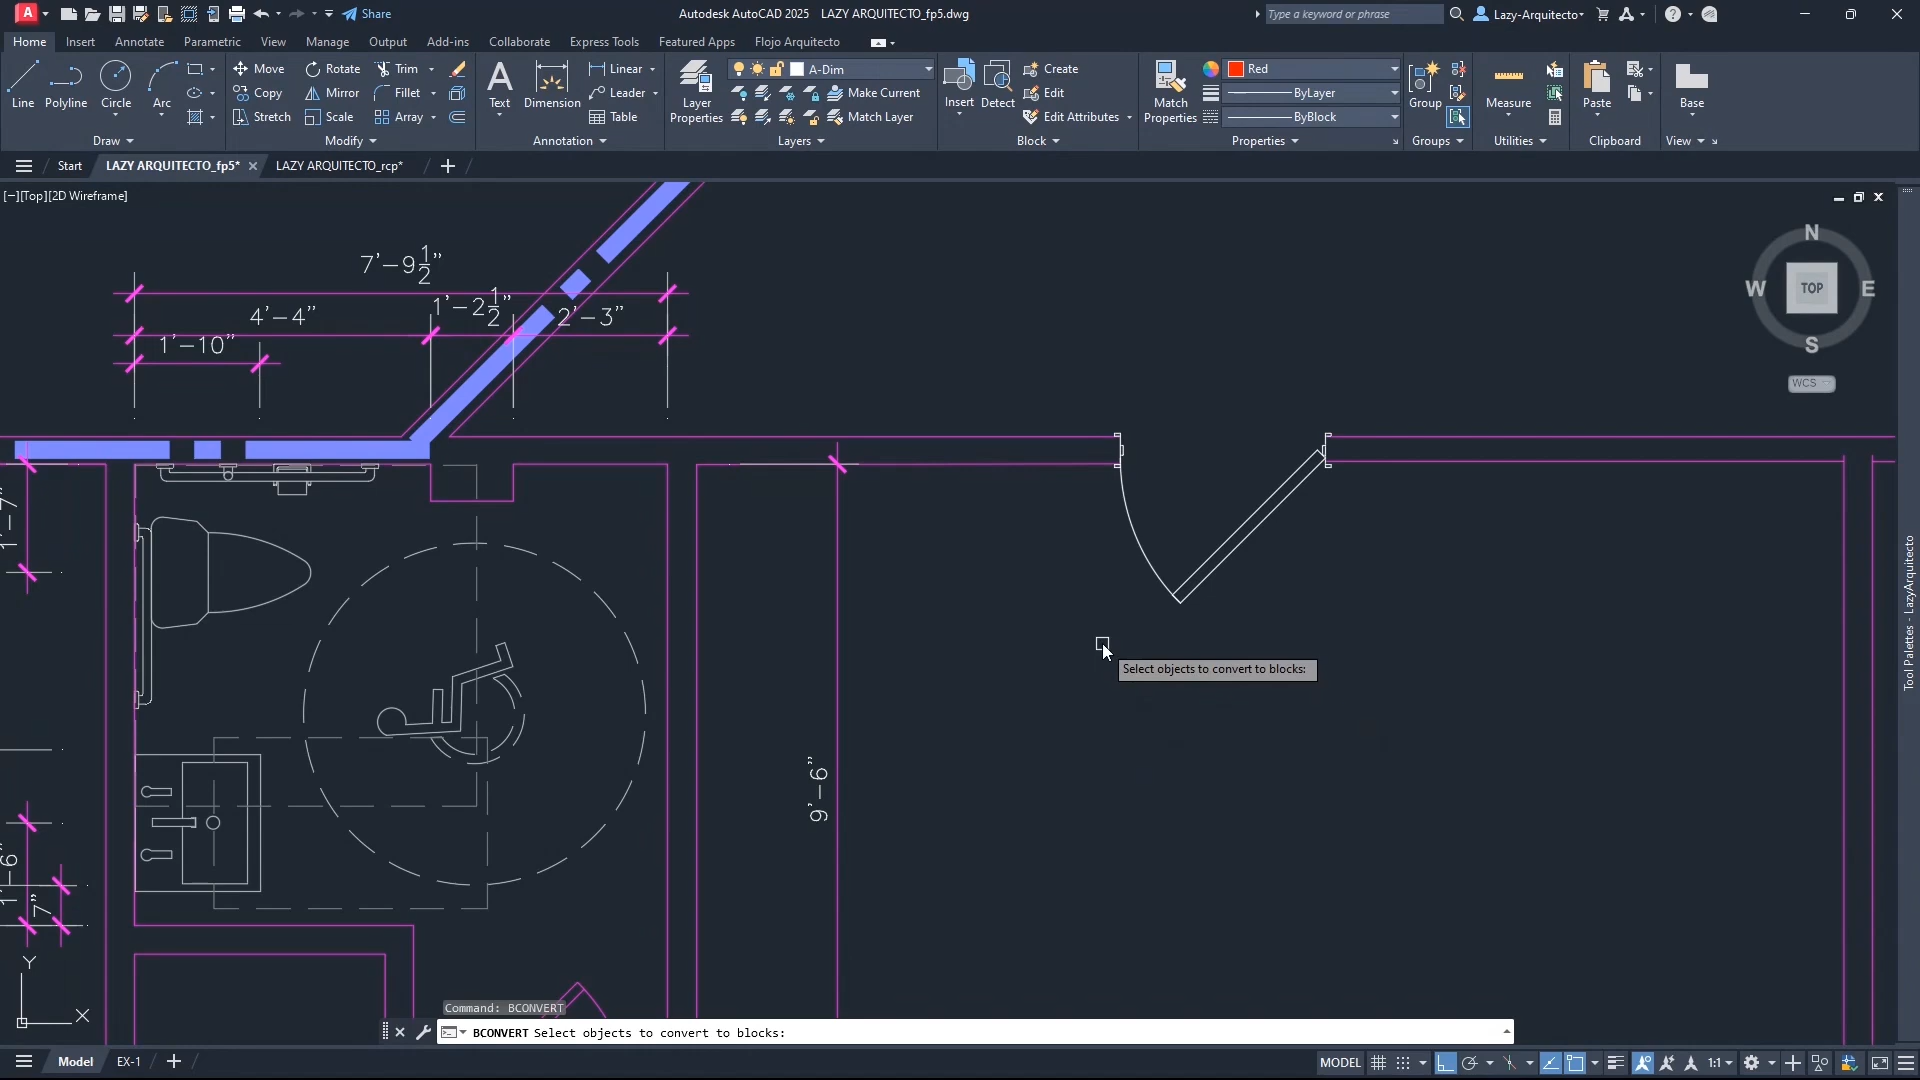 Share
Autodesk AutoCAD 2025 LAZY ARQUITECTO_fp5.dwg
Type a keyword or phrase
Lazy-Arquitecto
Home Insert Annotate Parametric View Manage Output Add-ins Collaborate Express Tools Featured Apps Flojo Arquitecto
Line Polyline Circle Arc
Move Rotate Trim
Copy Mirror Fillet
Stretch Scale Array
Text Dimension
Linear
Leader
Table
Layer Properties
A-Dim
Make Current
Match Layer
Insert Detect
Create
Edit
Edit Attributes
Match Properties
Red
ByLayer
ByBlock
Group
Measure
Paste
Base
Draw Modify Annotation Layers Block Properties Groups Utilities Clipboard View
Start LAZY ARQUITECTO_fp5* LAZY ARQUITECTO_rcp*
[−][Top][2D Wireframe]
N
W TOP E
S
WCS
7'−9 1/2"
4'−4" 1'−2 1/2" 2'−3"
1'−10"
1'−7"
9'−6"
1'−6"
7"
Select objects to convert to blocks:
Tool Palettes - LazyArquitecto
Y
X
Command: BCONVERT
BCONVERT Select objects to convert to blocks:
Model EX-1
MODEL 1:1